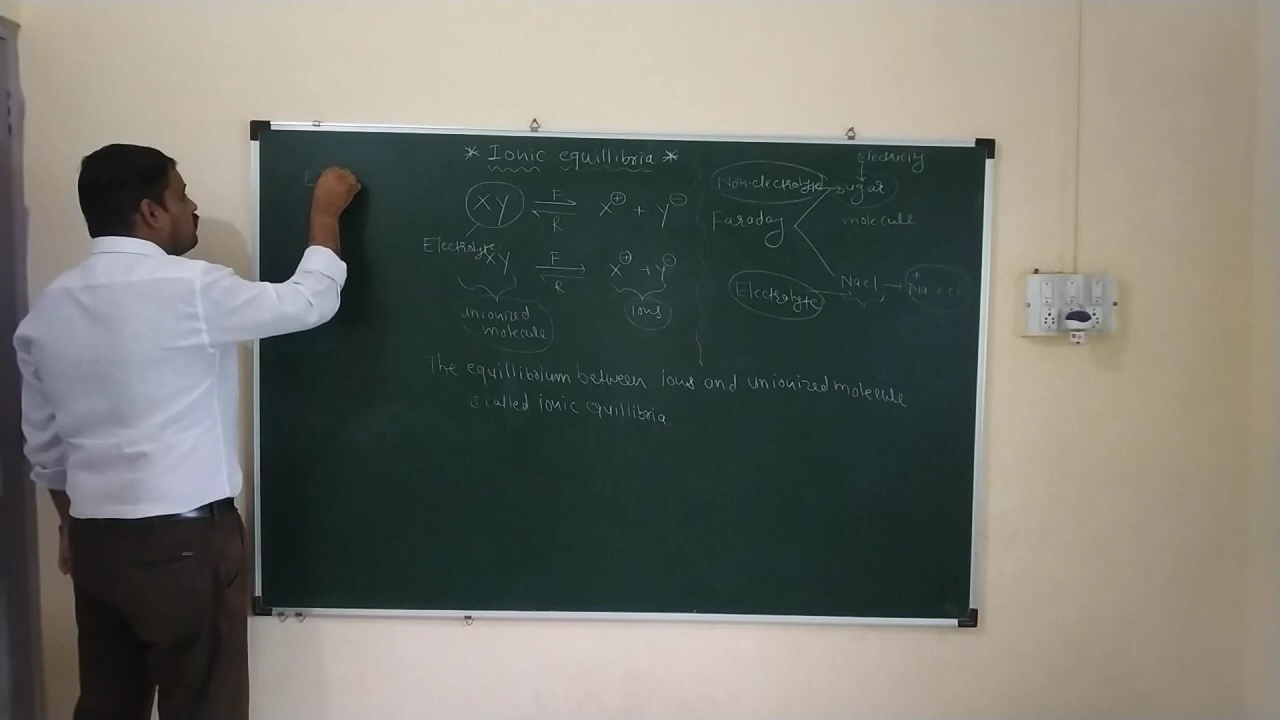 * Ionic equillibria *
E
XY ⇌ X⊕ + Y⊖
F
R
Electrolyte
XY ⇌ X⊕ + Y⊖
F
R
unionized
molecule
ions
Electricity
Non-electrolyte sugar
molecule
Faraday
Electrolyte Nacl → Na+
The equillibrium between ions and unionized molecule
is called ionic equillibria